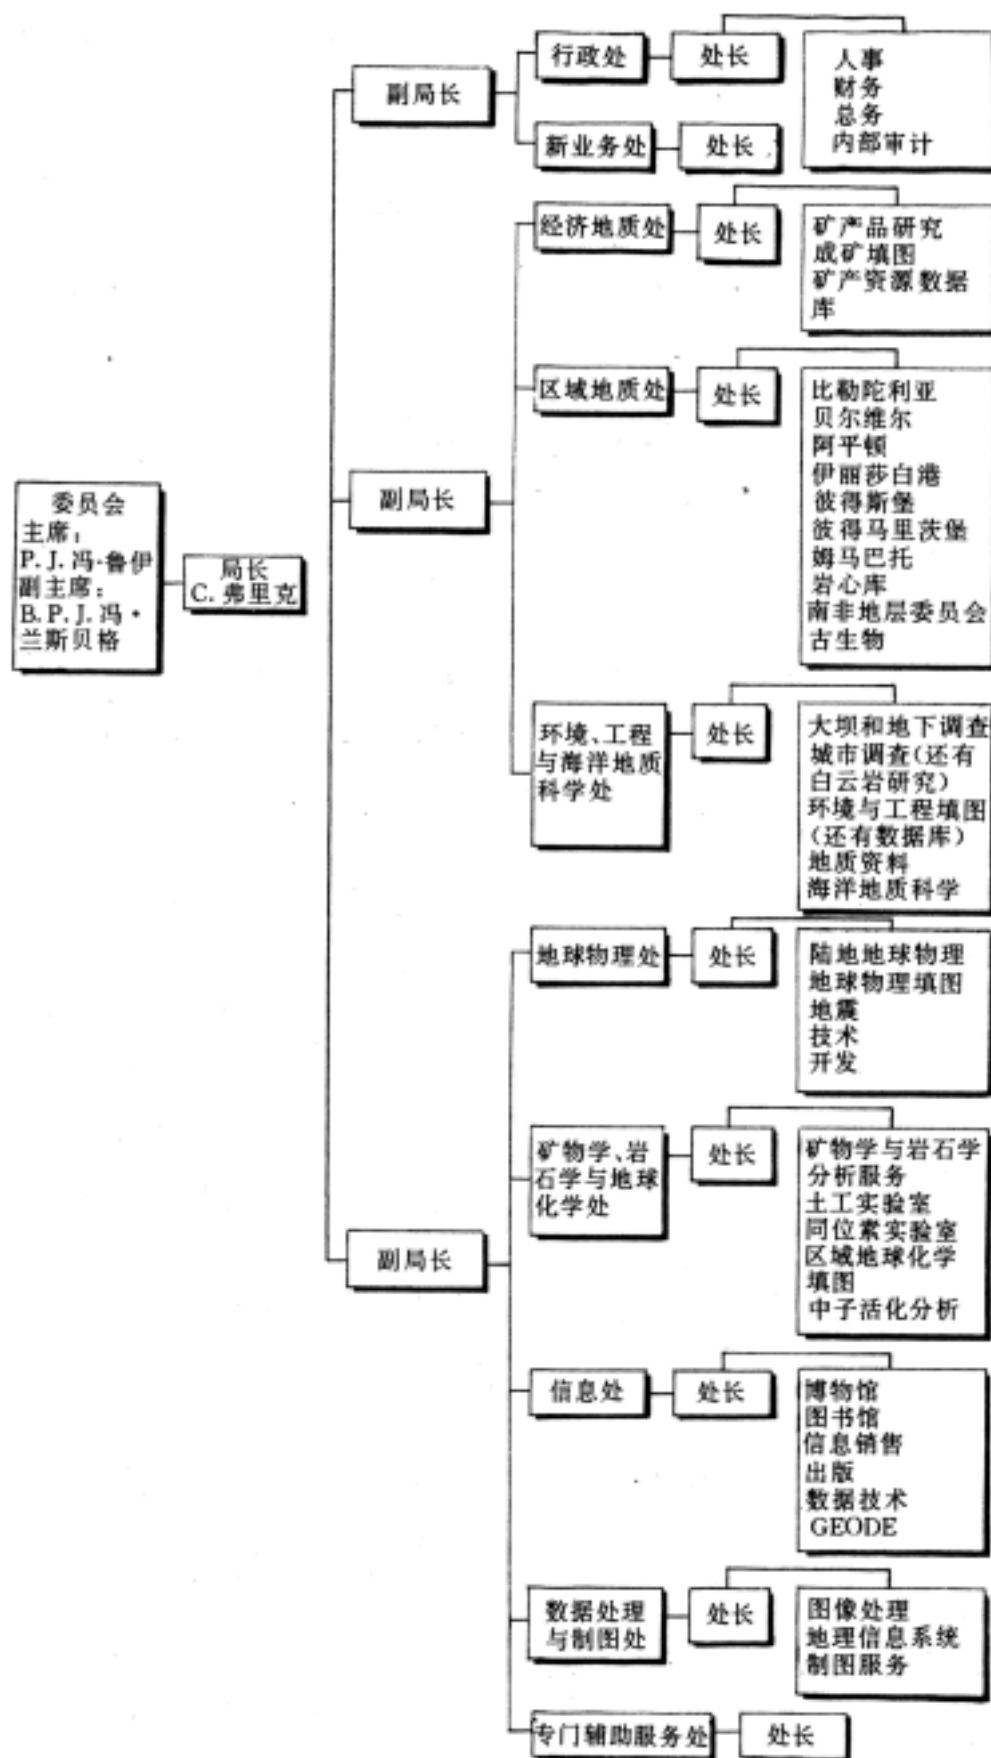 委员会
主席：
P. J. 冯·鲁伊
副主席：
B. P. J. 冯·
兰斯贝格
局长
C. 弗里克
副局长
行政处
处长
人事
财务
总务
内部审计
新业务处
处长
副局长
经济地质处
处长
矿产品研究
成矿填图
矿产资源数据
库
区域地质处
处长
比勒陀利亚
贝尔维尔
阿平顿
伊丽莎白港
彼得斯堡
彼得马里茨堡
姆马巴托
岩心库
南非地层委员会
古生物
环境、工程
与海洋地质
科学处
处长
大坝和地下调查
城市调查(还有
白云岩研究)
环境与工程填图
(还有数据库)
地质资料
海洋地质科学
副局长
地球物理处
处长
陆地地球物理
地球物理填图
地震
技术
开发
矿物学、岩
石学与地球
化学处
处长
矿物学与岩石学
分析服务
土工实验室
同位素实验室
区域地球化学
填图
中子活化分析
信息处
处长
博物馆
图书馆
信息销售
出版
数据技术
GEODE
数据处理
与制图处
处长
图像处理
地理信息系统
制图服务
专门辅助服务处
处长